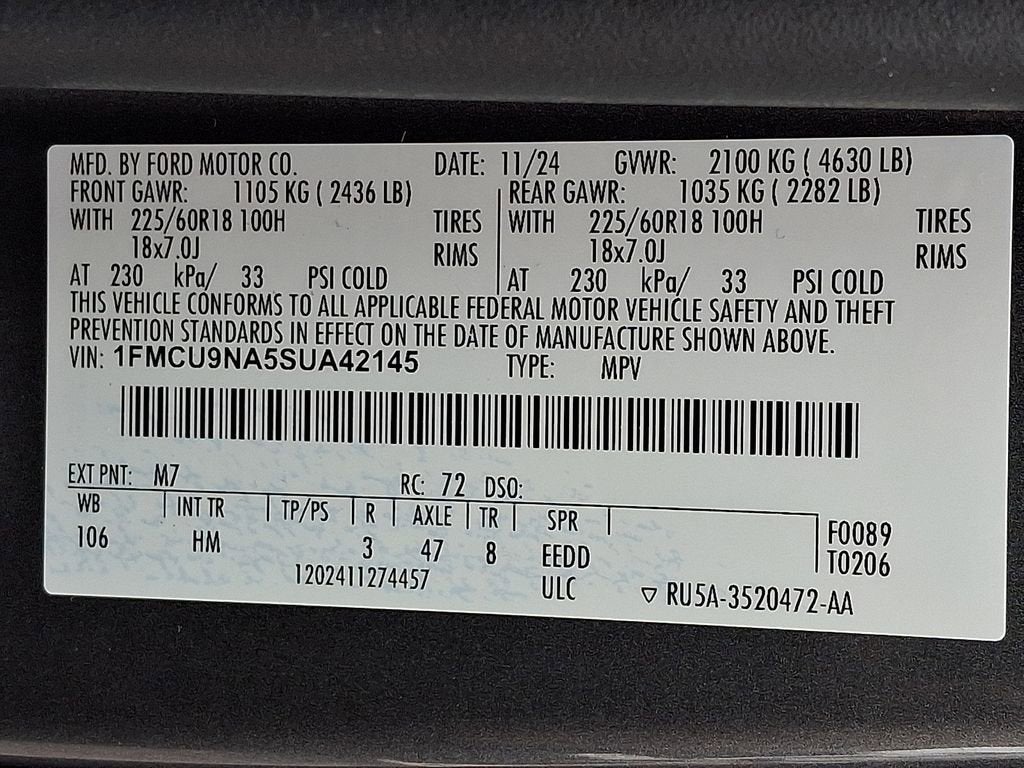 MFD. BY FORD MOTOR CO. DATE: 11/24 GVWR: 2100 KG ( 4630 LB)
FRONT GAWR: 1105 KG ( 2436 LB) REAR GAWR: 1035 KG ( 2282 LB)
WITH 225/60R18 100H TIRES WITH 225/60R18 100H TIRES
18x7.0J RIMS 18x7.0J RIMS
AT 230 kPa/ 33 PSI COLD AT 230 kPa/ 33 PSI COLD
THIS VEHICLE CONFORMS TO ALL APPLICABLE FEDERAL MOTOR VEHICLE SAFETY AND THEFT
PREVENTION STANDARDS IN EFFECT ON THE DATE OF MANUFACTURE SHOWN ABOVE.
VIN: 1FMCU9NA5SUA42145 TYPE: MPV
EXT PNT: M7 RC: 72 DSO:
WB INT TR TP/PS R AXLE TR SPR F0089
106 HM 3 47 8 EEDD T0206
1202411274457 ULC RU5A-3520472-AA